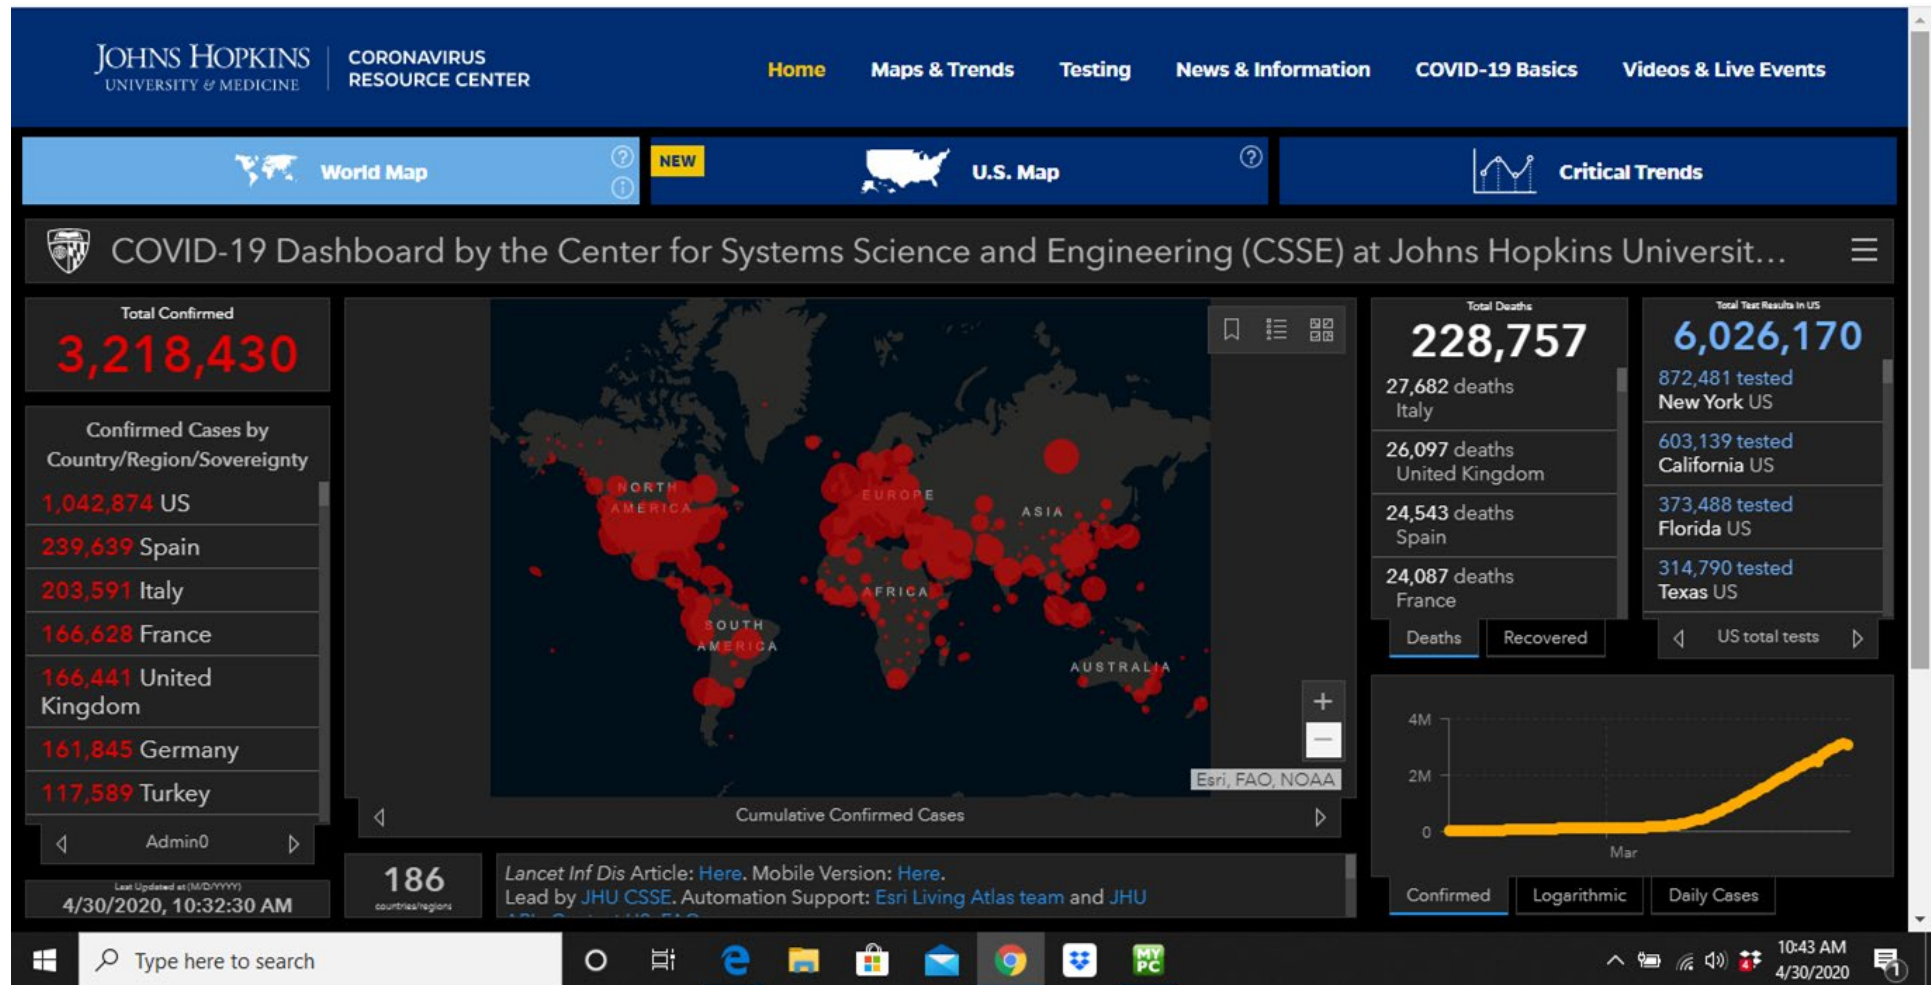 JOHNS HOPKINS
UNIVERSITY & MEDICINE
CORONAVIRUS
RESOURCE CENTER
Home
Maps & Trends
Testing
News & Information
COVID-19 Basics
Videos & Live Events
World Map
NEW
U.S. Map
Critical Trends
COVID-19 Dashboard by the Center for Systems Science and Engineering (CSSE) at Johns Hopkins Universit...
Total Confirmed
3,218,430
Confirmed Cases by
Country/Region/Sovereignty
1,042,874 US
239,639 Spain
203,591 Italy
166,628 France
166,441 United
Kingdom
161,845 Germany
117,589 Turkey
Admin0
Last Updated at (M/D/YYYY)
4/30/2020, 10:32:30 AM
NORTH
AMERICA
EUROPE
ASIA
AFRICA
SOUTH
AMERICA
AUSTRALIA
Esri, FAO, NOAA
Cumulative Confirmed Cases
186
countries/regions
Lancet Inf Dis Article: Here. Mobile Version: Here.
Lead by JHU CSSE. Automation Support: Esri Living Atlas team and JHU
Total Deaths
228,757
27,682 deaths
Italy
26,097 deaths
United Kingdom
24,543 deaths
Spain
24,087 deaths
France
Deaths
Recovered
Total Test Results in US
6,026,170
872,481 tested
New York US
603,139 tested
California US
373,488 tested
Florida US
314,790 tested
Texas US
US total tests
4M
2M
0
Mar
Confirmed
Logarithmic
Daily Cases
Type here to search
MY
PC
4
10:43 AM
4/30/2020
1